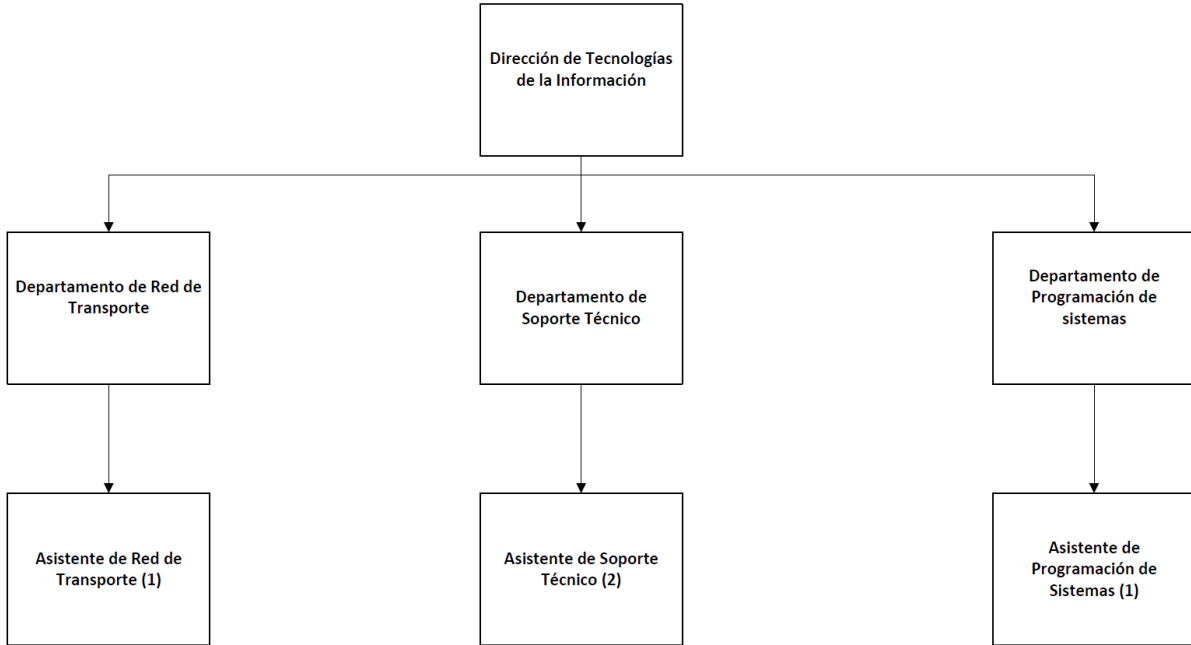 Dirección de Tecnologías
de la Información
Departamento de Red de
Transporte
Departamento de
Soporte Técnico
Departamento de
Programación de
sistemas
Asistente de Red de
Transporte (1)
Asistente de Soporte
Técnico (2)
Asistente de
Programación de
Sistemas (1)